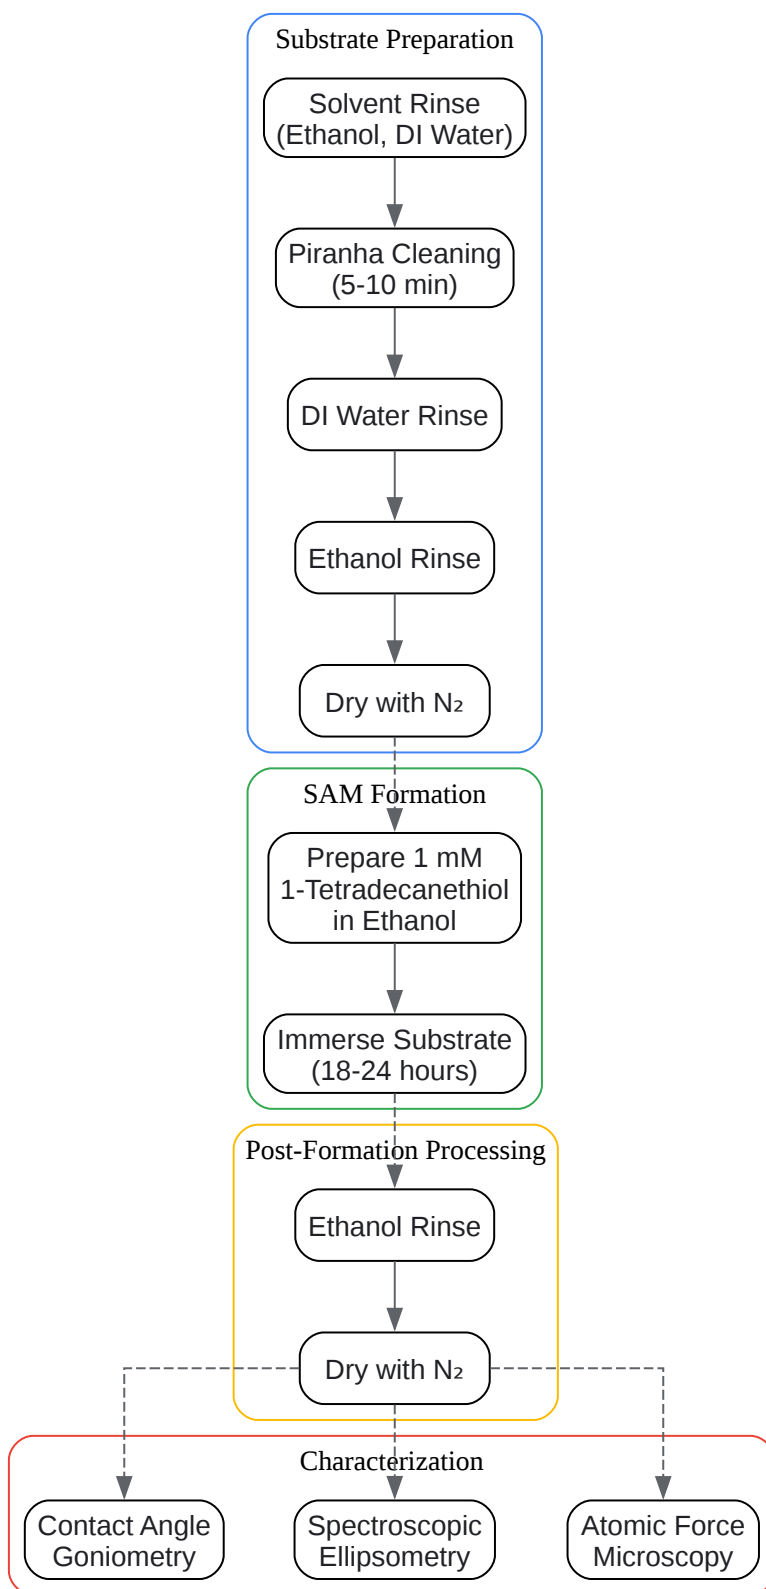 Substrate Preparation
Solvent Rinse
(Ethanol, DI Water)
Piranha Cleaning
(5-10 min)
DI Water Rinse
Ethanol Rinse
Dry with N₂
SAM Formation
Prepare 1 mM
1-Tetradecanethiol
in Ethanol
Immerse Substrate
(18-24 hours)
Post-Formation Processing
Ethanol Rinse
Dry with N₂
Characterization
Contact Angle
Goniometry
Spectroscopic
Ellipsometry
Atomic Force
Microscopy